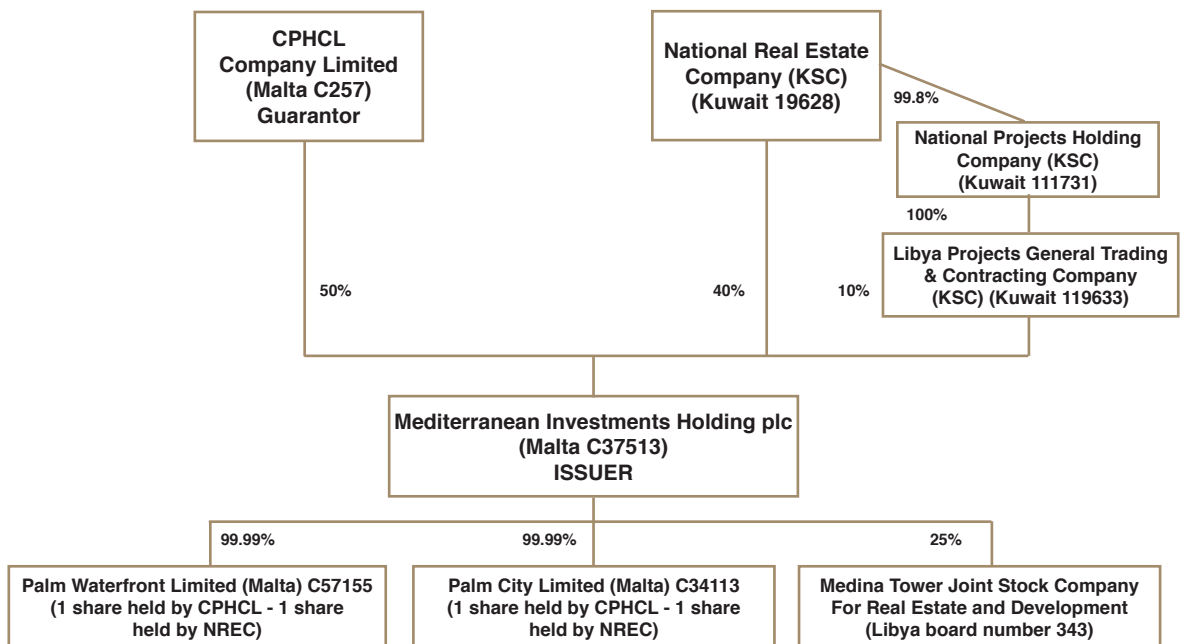 CPHCL
Company Limited
(Malta C257)
Guarantor
National Real Estate
Company (KSC)
(Kuwait 19628)
99.8%
National Projects Holding
Company (KSC)
(Kuwait 111731)
100%
Libya Projects General Trading
& Contracting Company
(KSC) (Kuwait 119633)
50%
40%
10%
Mediterranean Investments Holding plc
(Malta C37513)
ISSUER
99.99%
99.99%
25%
Palm Waterfront Limited (Malta) C57155
(1 share held by CPHCL - 1 share
held by NREC)
Palm City Limited (Malta) C34113
(1 share held by CPHCL - 1 share
held by NREC)
Medina Tower Joint Stock Company
For Real Estate and Development
(Libya board number 343)